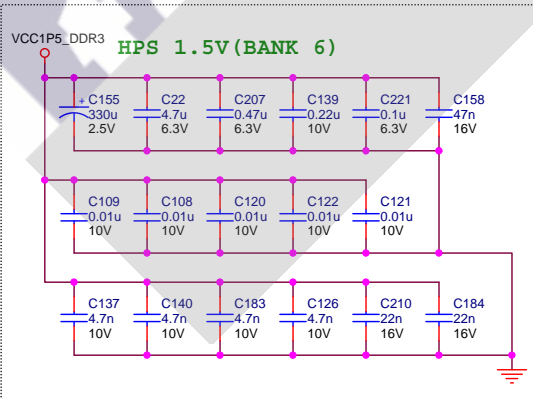 VCC1P5_DDR3
HPS 1.5V(BANK 6)
+ C155 C22 C207 C139 C221 C158
330u 4.7u 0.47u 0.22u 0.1u 47n
2.5V 6.3V 6.3V 10V 6.3V 16V
C109 C108 C120 C122 C121
0.01u 0.01u 0.01u 0.01u 0.01u
10V 10V 10V 10V 10V
C137 C140 C183 C126 C210 C184
4.7n 4.7n 4.7n 4.7n 22n 22n
10V 10V 10V 10V 16V 16V